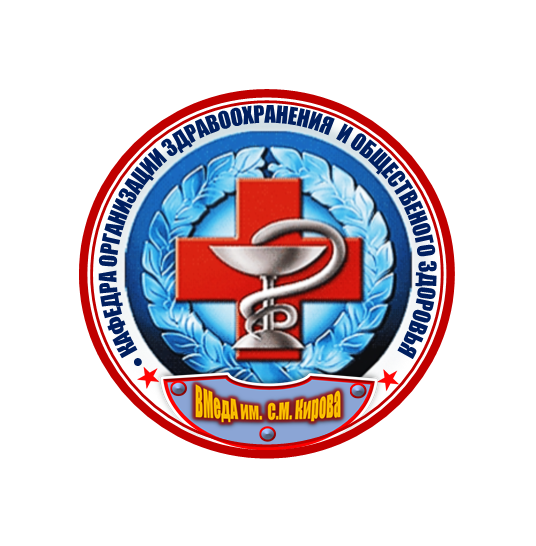 • КАФЕДРА ОРГАНИЗАЦИИ ЗДРАВООХРАНЕНИЯ И ОБЩЕСТВЕНОГО ЗДОРОВЬЯ
ВМедА им. С.М. Кирова